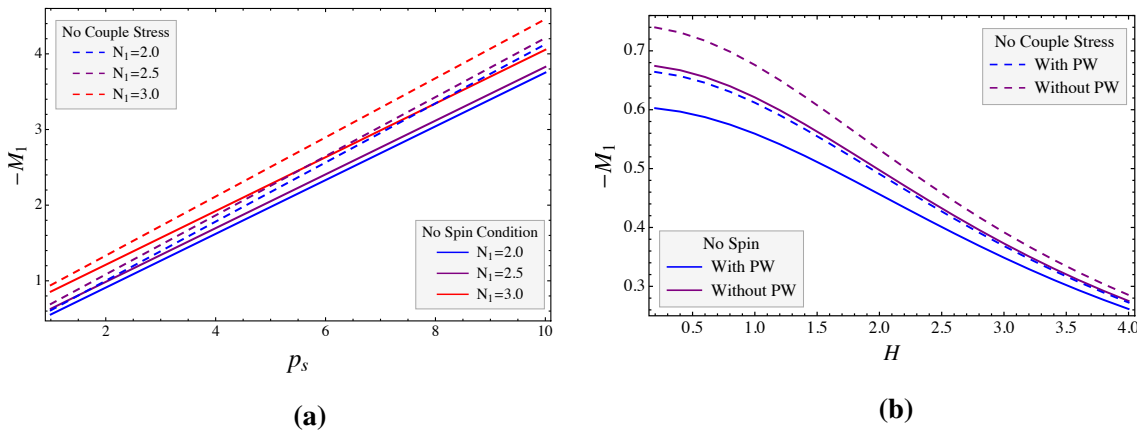 No Couple Stress
N₁=2.0
N₁=2.5
N₁=3.0
4
3
2
1
−M₁
No Spin Condition
N₁=2.0
N₁=2.5
N₁=3.0
2
4
6
8
10
pₛ
(a)
No Couple Stress
With PW
Without PW
0.7
0.6
0.5
0.4
0.3
−M₁
No Spin
With PW
Without PW
0.5
1.0
1.5
2.0
2.5
3.0
3.5
4.0
H
(b)